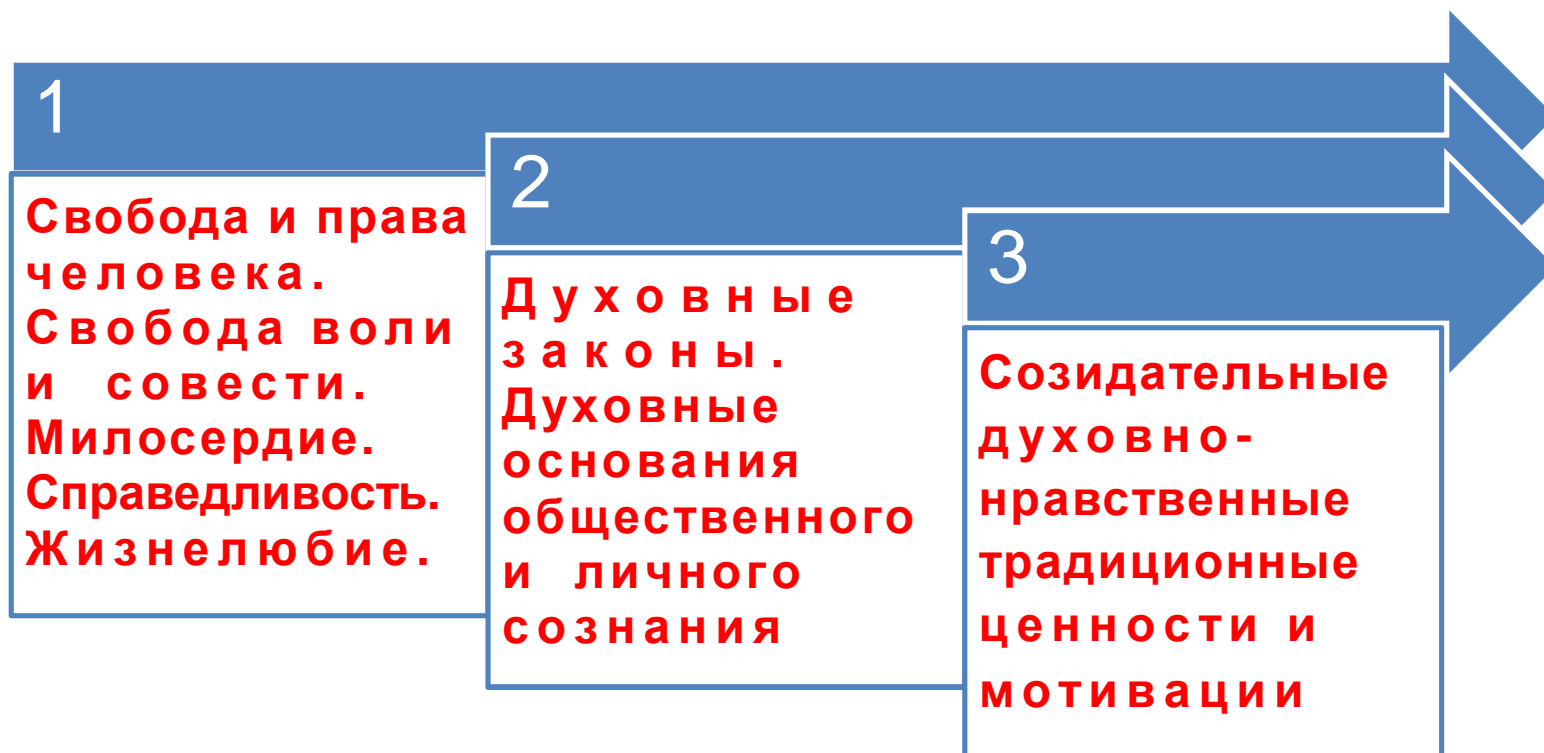 1
Свобода и права
человека.
Свобода воли
и совести.
Милосердие.
Справедливость.
Жизнелюбие.
2
Духовные
законы.
Духовные
основания
общественного
и личного
сознания
3
Созидательные
духовно-
нравственные
традиционные
ценности и
мотивации